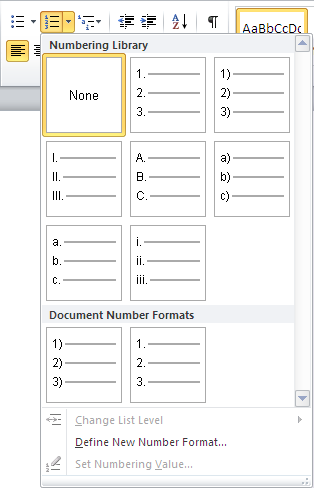 AaBbCcDc
Numbering Library
None
1.
2.
3.
1)
2)
3)
I.
II.
III.
A.
B.
C.
a)
b)
c)
a.
b.
c.
i.
ii.
iii.
Document Number Formats
1)
2)
3)
1.
2.
3.
Change List Level
Define New Number Format...
Set Numbering Value...